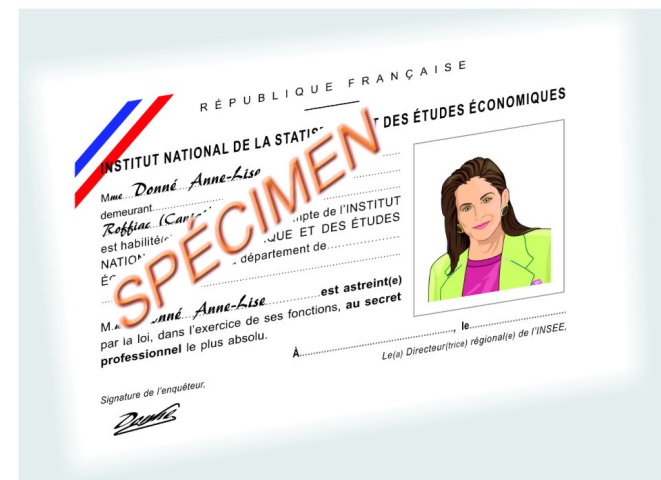 RÉPUBLIQUE FRANÇAISE
INSTITUT NATIONAL DE LA STATIS DES ÉTUDES ÉCONOMIQUES
Mme Donné Anne-Lise
demeurant
Roffiac
est habilité(e) compte de l'INSTITUT
NATION QUE ET DES ÉTUDES
département de
SPÉCIMEN
M. Donné Anne-Lise est astreint(e)
par la loi, dans l'exercice de ses fonctions, au secret
professionnel le plus absolu.
À, le
Le(a) Directeur(trice) régional(e) de l'INSEE,
Signature de l'enquêteur,